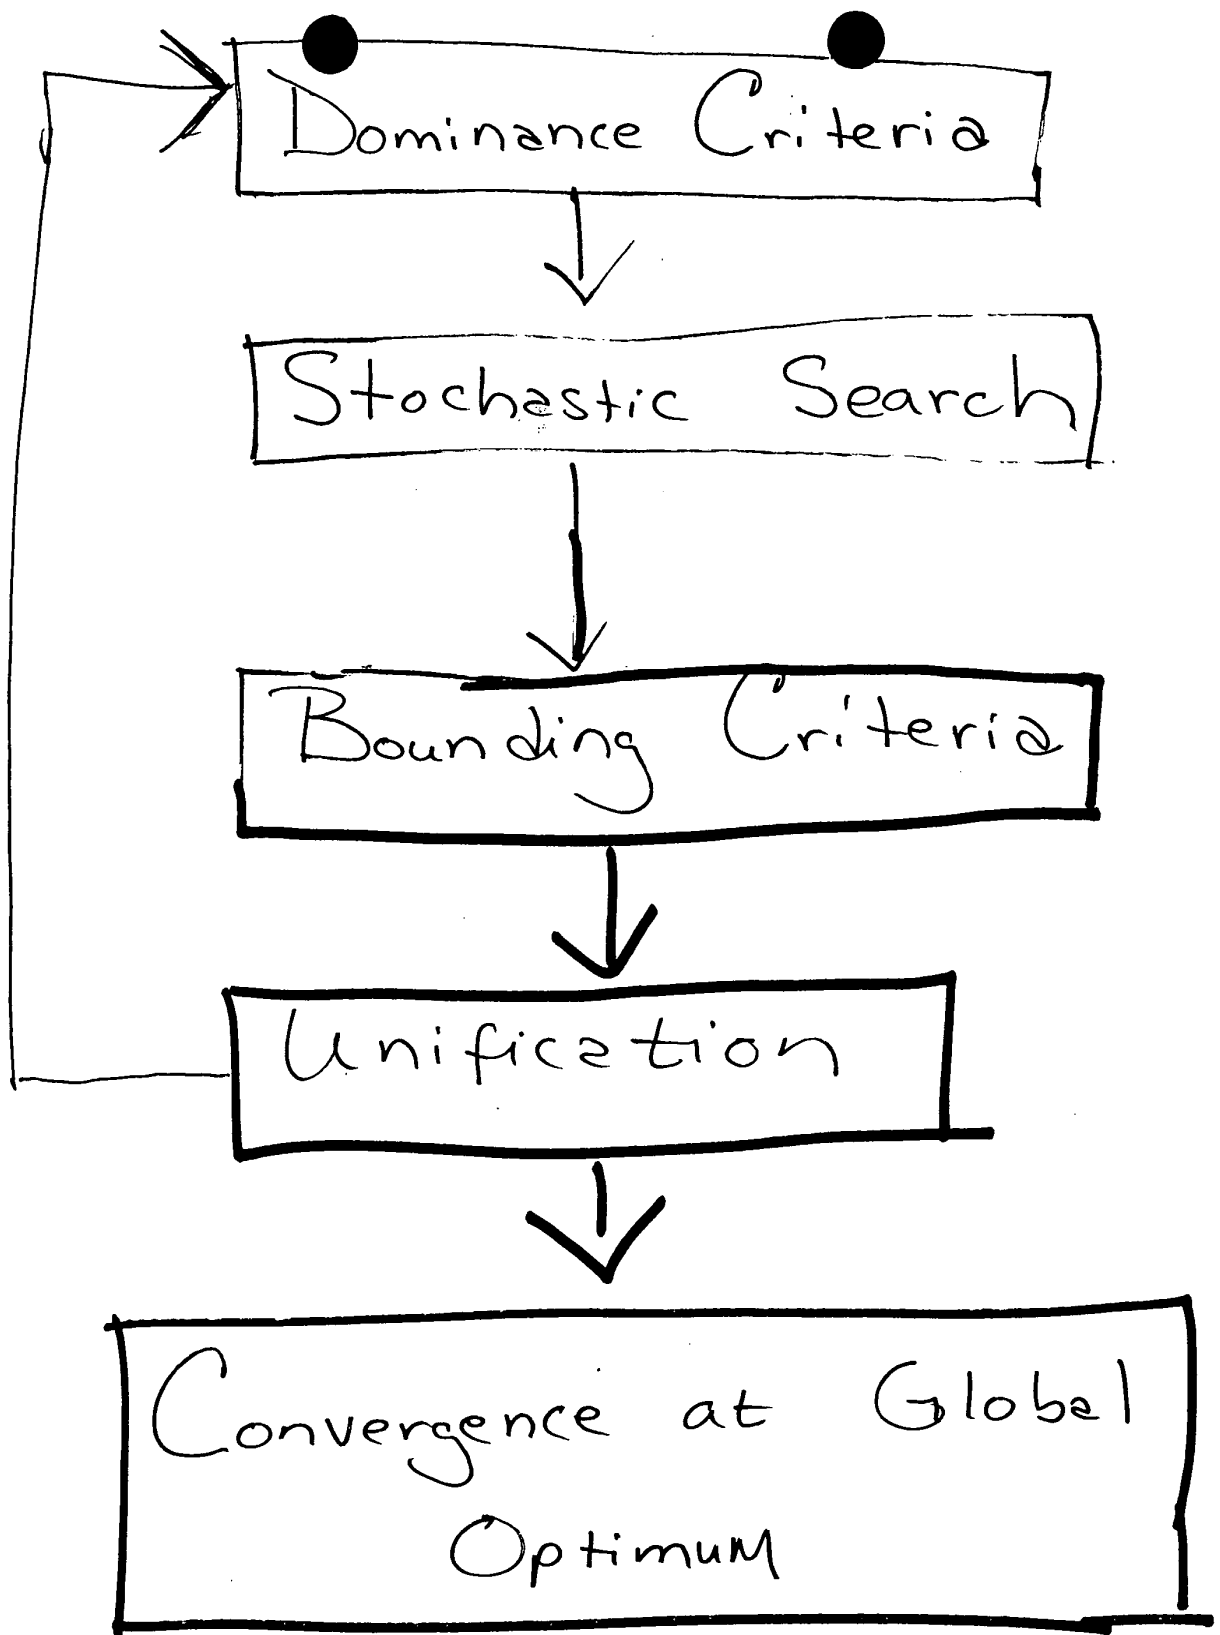 Dominance Criteria
Stochastic Search
Bounding Criteria
Unification
Convergence at Global
Optimum